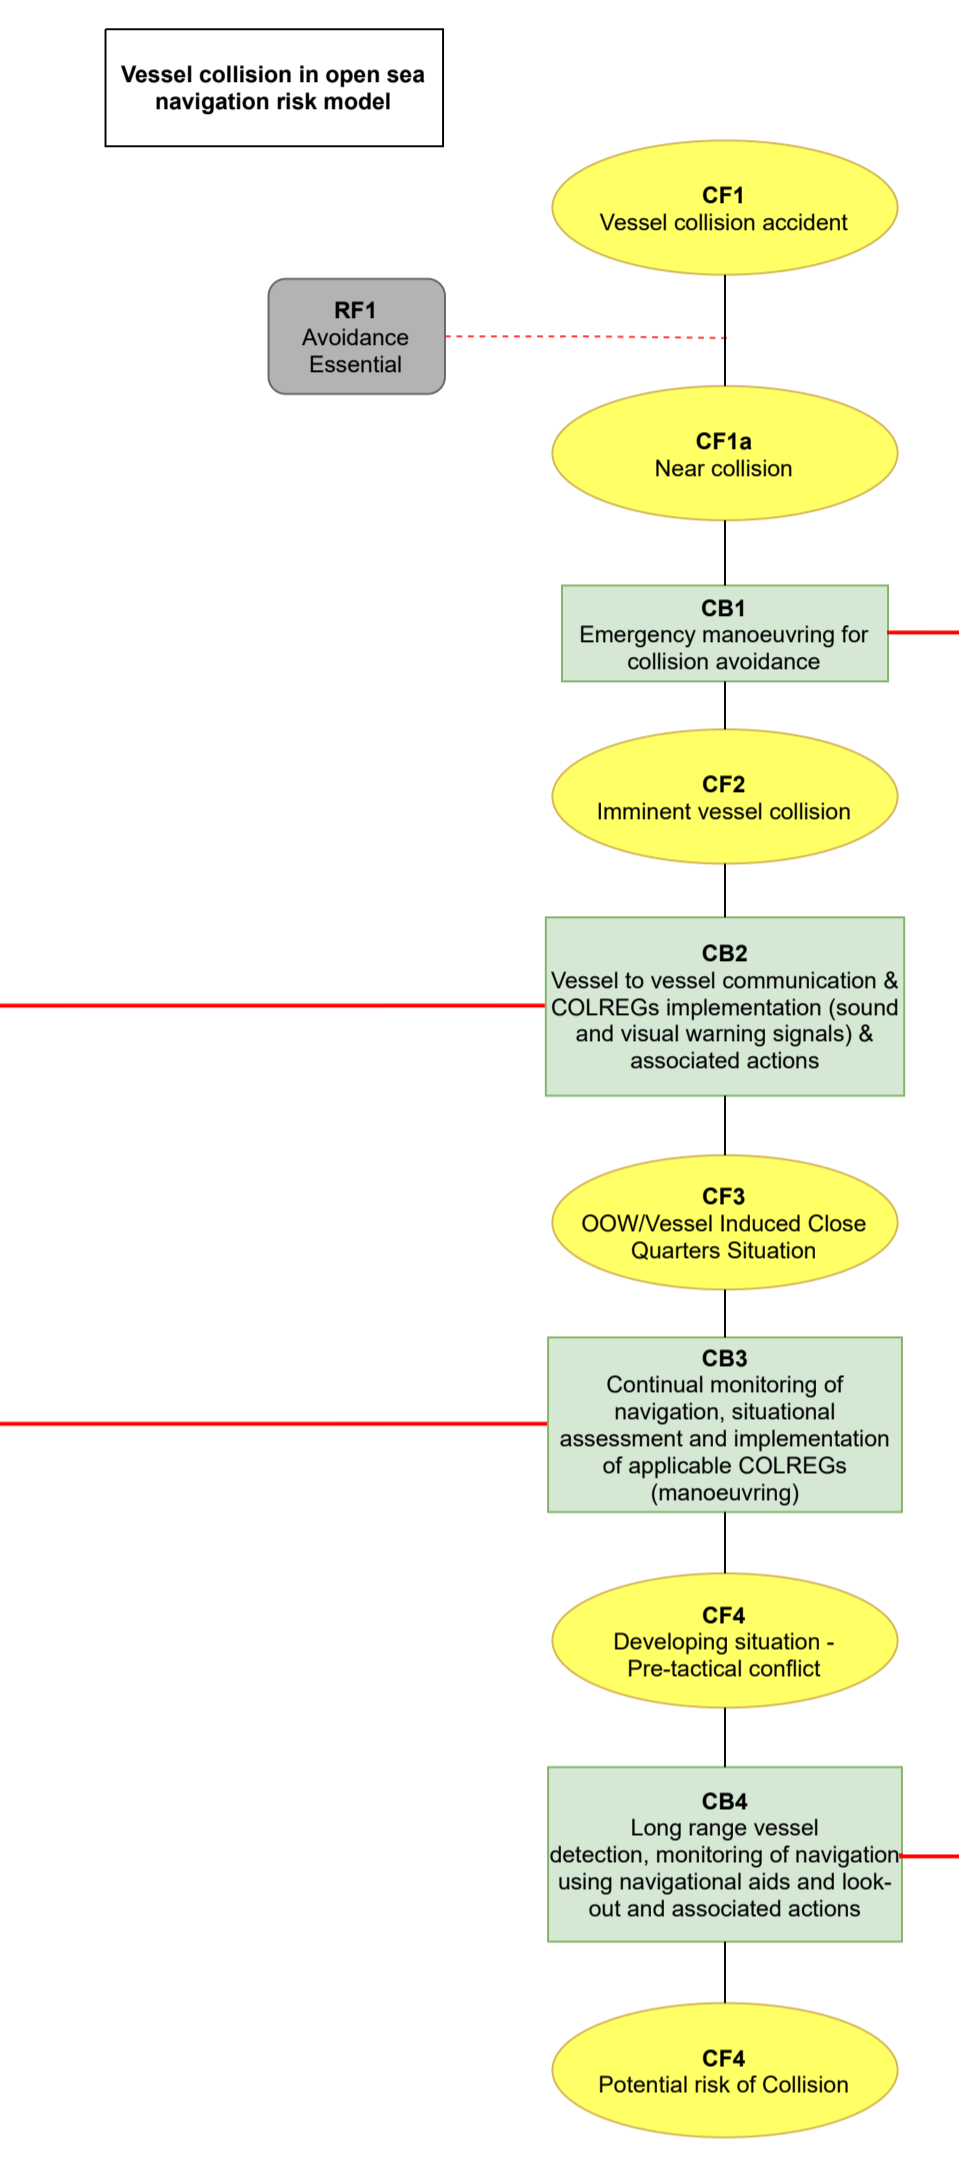 Vessel collision in open sea
navigation risk model
CF1
Vessel collision accident
RF1
Avoidance
Essential
CF1a
Near collision
CB1
Emergency manoeuvring for
collision avoidance
CF2
Imminent vessel collision
CB2
Vessel to vessel communication &
COLREGs implementation (sound
and visual warning signals) &
associated actions
CF3
OOW/Vessel Induced Close
Quarters Situation
CB3
Continual monitoring of
navigation, situational
assessment and implementation
of applicable COLREGs
(manoeuvring)
CF4
Developing situation -
Pre-tactical conflict
CB4
Long range vessel
detection, monitoring of navigation
using navigational aids and look-
out and associated actions
CF4
Potential risk of Collision